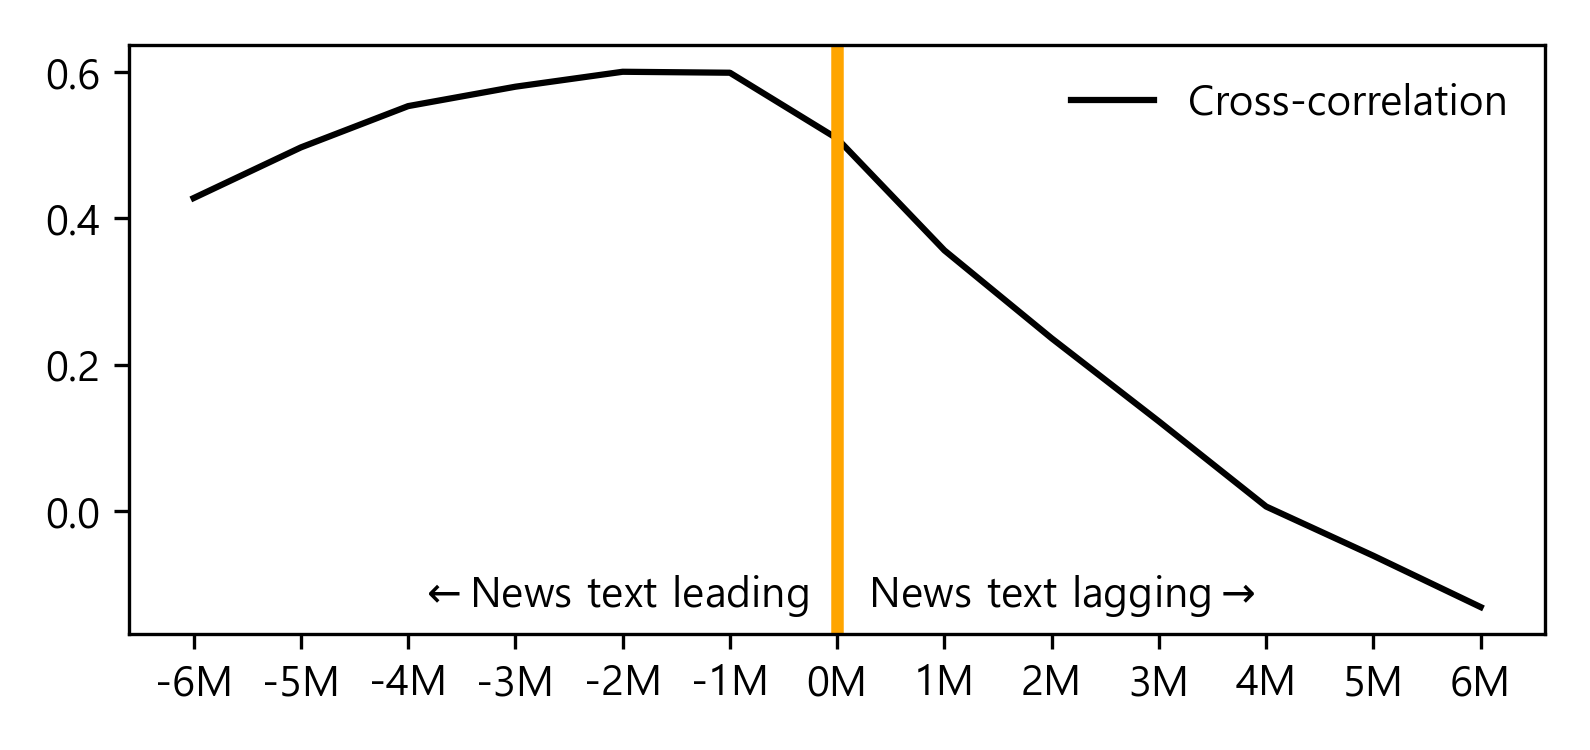 0.6
0.4
0.2
0.0
Cross-correlation
← News text leading
News text lagging →
-6M -5M -4M -3M -2M -1M 0M 1M 2M 3M 4M 5M 6M